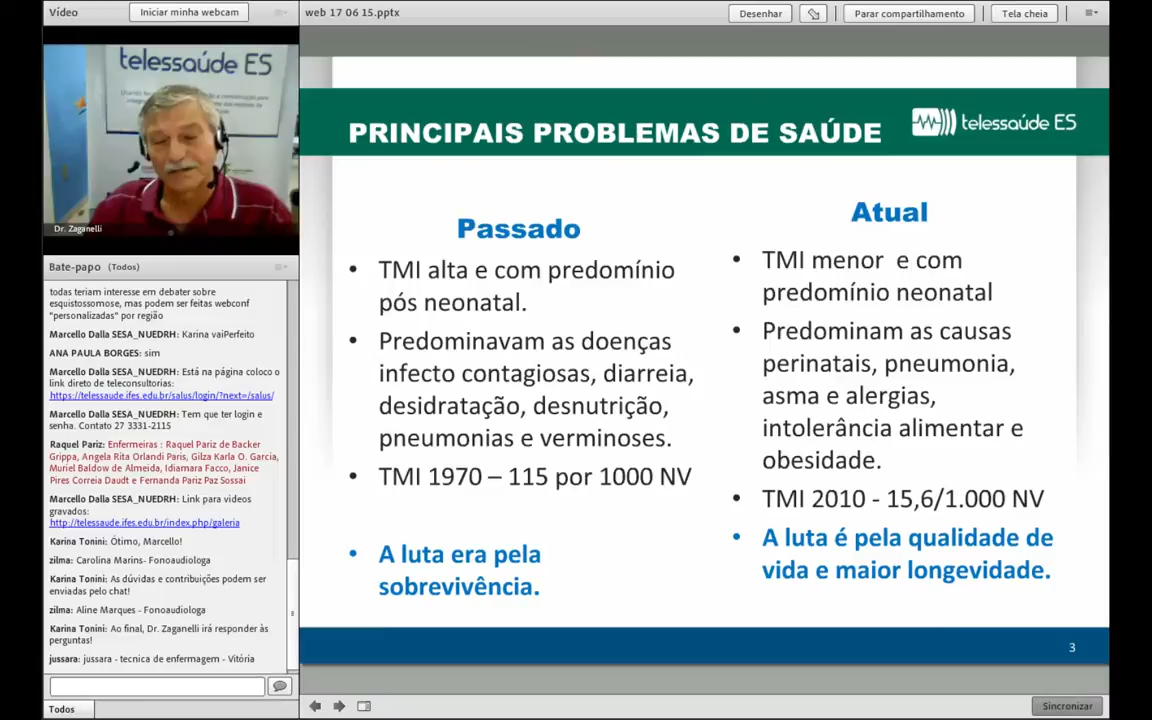 Vídeo
Iniciar minha webcam
web 17 06 15.pptx
Desenhar
Parar compartilhamento
Tela cheia
telessaúde ES
Dr. Zaganelli
Bate-papo (Todos)
todas teriam interesse em debater sobre
esquistossomose, mas podem ser feitas webconf
"personalizadas" por região
Marcello Dalla SESA_NUEDRH: Karina vaiPerfeito
ANA PAULA BORGES: sim
Marcello Dalla SESA_NUEDRH: Está na página coloco o
link direto de teleconsultorias:
https://telessaude.ifes.edu.br/salus/login/?next=/salus/
Marcello Dalla SESA_NUEDRH: Tem que ter login e
senha. Contato 27 3331-2115
Raquel Pariz: Enfermeiras : Raquel Pariz de Backer
Grippa, Angela Rita Orlandi Paris, Gilza Karla O. Garcia,
Muriel Baldow de Almeida, Idiamara Facco, Janice
Pires Correia Daudt e Fernanda Pariz Paz Sossai
Marcello Dalla SESA_NUEDRH: Link para videos
gravados:
http://telessaude.ifes.edu.br/index.php/galeria
Karina Tonini: Ótimo, Marcello!
zilma: Carolina Marins- Fonoaudiologa
Karina Tonini: As dúvidas e contribuições podem ser
enviadas pelo chat!
zilma: Aline Marques - Fonoaudiologa
Karina Tonini: Ao final, Dr. Zaganelli irá responder às
perguntas!
jussara: jussara - tecnica de enfermagem - Vitória
Todos
PRINCIPAIS PROBLEMAS DE SAÚDE
telessaúde ES
Passado
• TMI alta e com predomínio
pós neonatal.
• Predominavam as doenças
infecto contagiosas, diarreia,
desidratação, desnutrição,
pneumonias e verminoses.
• TMI 1970 – 115 por 1000 NV
• A luta era pela
sobrevivência.
Atual
• TMI menor e com
predomínio neonatal
• Predominam as causas
perinatais, pneumonia,
asma e alergias,
intolerância alimentar e
obesidade.
• TMI 2010 - 15,6/1.000 NV
• A luta é pela qualidade de
vida e maior longevidade.
3
Sincronizar